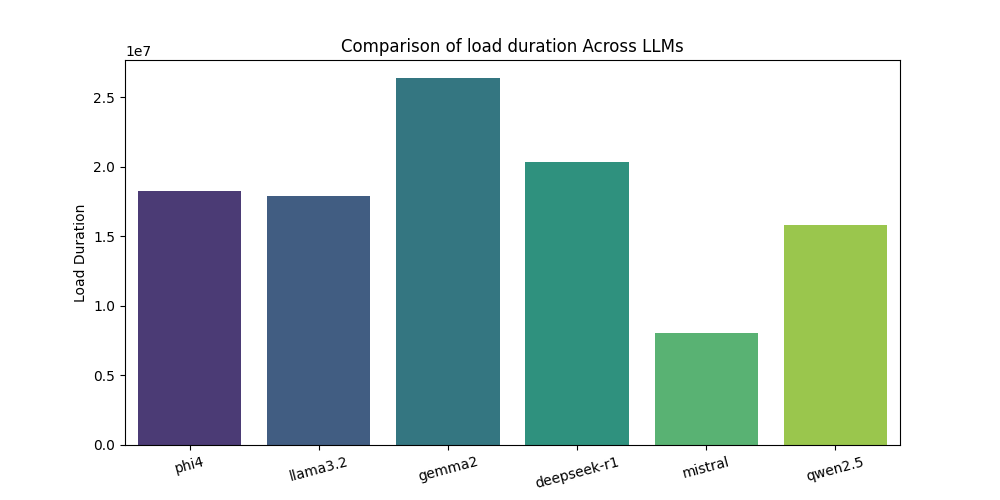 Comparison of load duration Across LLMs
1e7
2.5
2.0
1.5
1.0
0.5
0.0
Load Duration
phi4
llama3.2
gemma2
deepseek-r1
mistral
qwen2.5